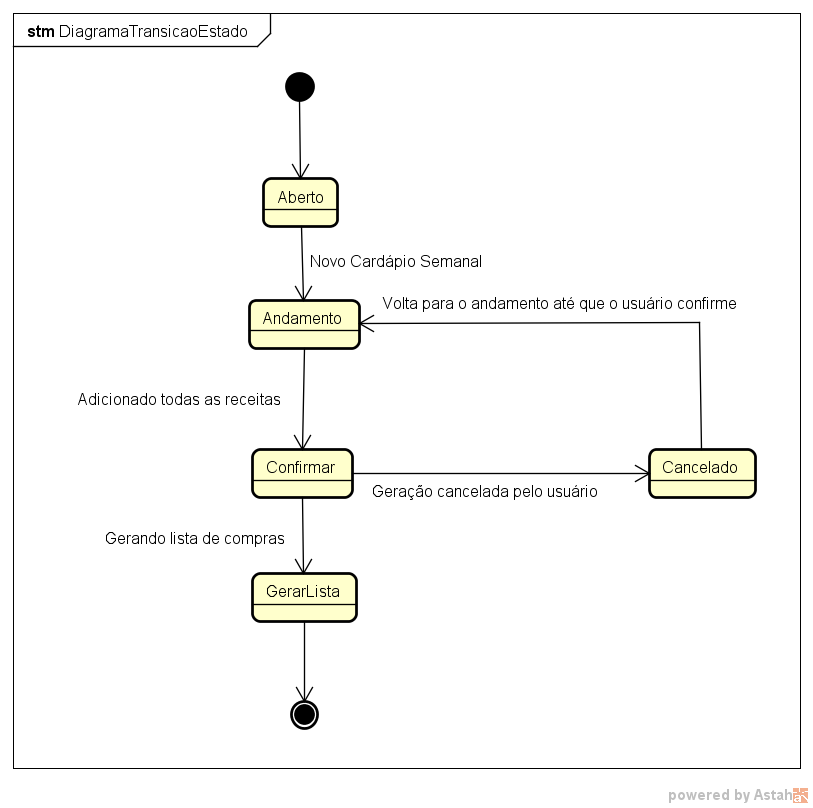 stm DiagramaTransicaoEstado
Aberto
Novo Cardápio Semanal
Volta para o andamento até que o usuário confirme
Andamento
Adicionado todas as receitas
Confirmar
Cancelado
Geração cancelada pelo usuário
Gerando lista de compras
GerarLista
powered by Astah